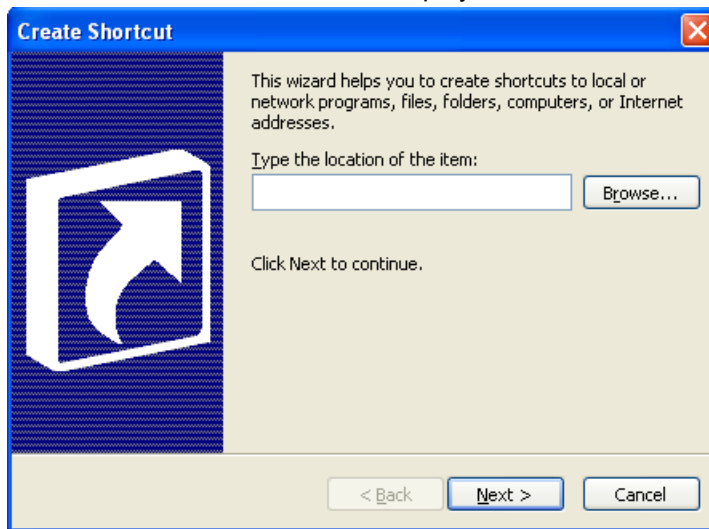 Create Shortcut
This wizard helps you to create shortcuts to local or
network programs, files, folders, computers, or Internet
addresses.
Type the location of the item:
Browse...
Click Next to continue.
< Back
Next >
Cancel